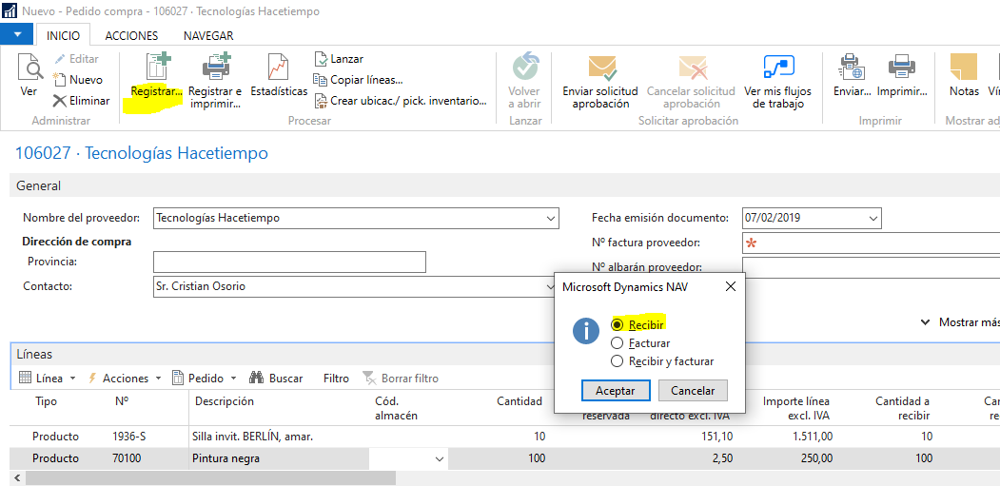 Nuevo - Pedido compra - 106027 · Tecnologías Hacetiempo
INICIO ACCIONES NAVEGAR
Ver
Editar
Nuevo
Eliminar
Administrar
Registrar...
Registrar e imprimir...
Estadísticas
Lanzar
Copiar líneas...
Crear ubicac./ pick. inventario...
Procesar
Volver a abrir
Lanzar
Enviar solicitud aprobación
Cancelar solicitud aprobación
Ver mis flujos de trabajo
Solicitar aprobación
Enviar...
Imprimir...
Imprimir
Notas
Mostrar
106027 · Tecnologías Hacetiempo
General
Nombre del proveedor: Tecnologías Hacetiempo
Dirección de compra
Provincia:
Contacto: Sr. Cristian Osorio
Fecha emisión documento: 07/02/2019
Nº factura proveedor: *
Nº albarán proveedor:
Mostrar más
Microsoft Dynamics NAV
Recibir
Facturar
Recibir y facturar
Aceptar Cancelar
Líneas
Línea Acciones Pedido Buscar Filtro Borrar filtro
Tipo Nº Descripción Cód. almacén Cantidad reservada directo excl. IVA Importe línea excl. IVA Cantidad a recibir
Producto 1936-S Silla invit. BERLÍN, amar. 10 151,10 1.511,00 10
Producto 70100 Pintura negra 100 2,50 250,00 100